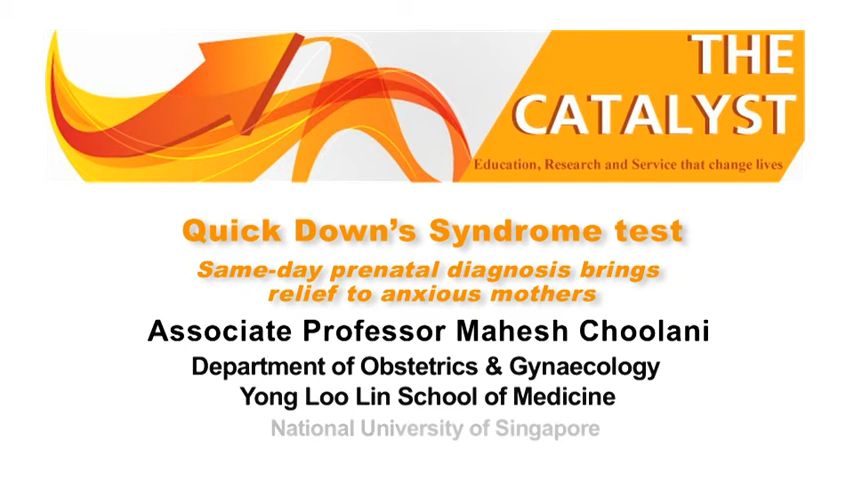 THE
CATALYST
Education, Research and Service that change lives
Quick Down’s Syndrome test
Same-day prenatal diagnosis brings
relief to anxious mothers
Associate Professor Mahesh Choolani
Department of Obstetrics & Gynaecology
Yong Loo Lin School of Medicine
National University of Singapore